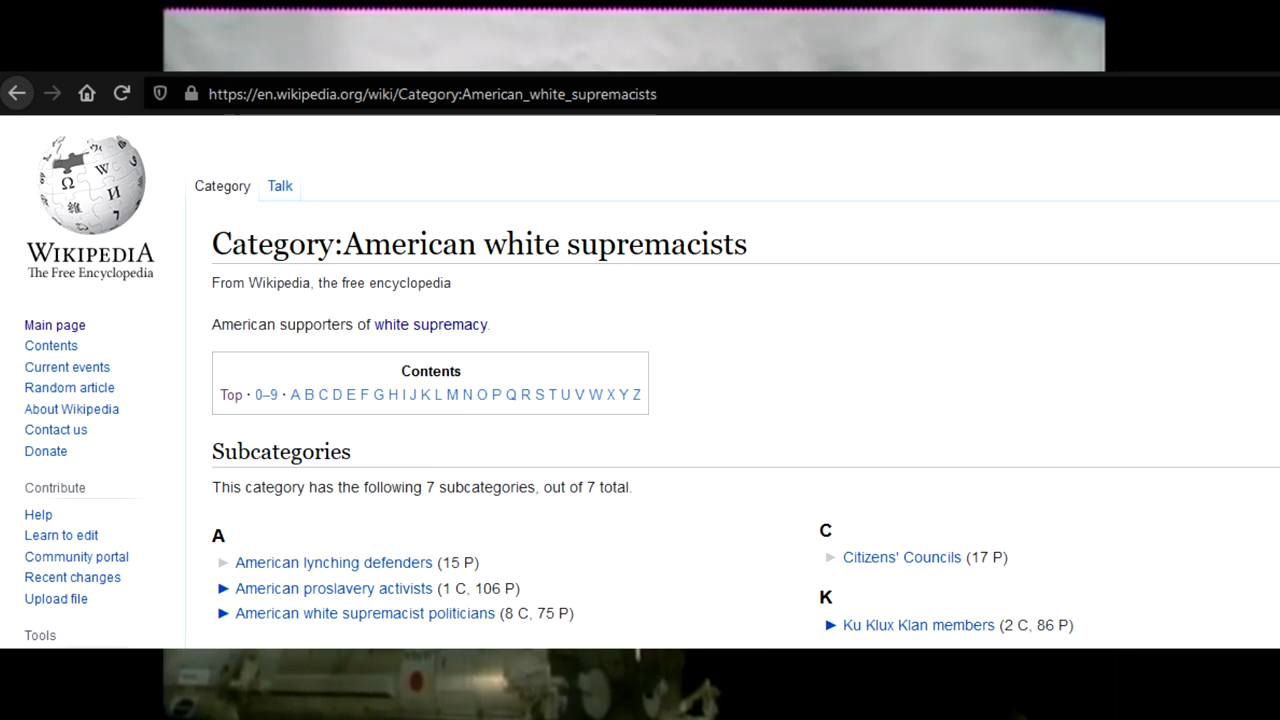 https://en.wikipedia.org/wiki/Category:American_white_supremacists
WIKIPEDIA
The Free Encyclopedia
Main page
Contents
Current events
Random article
About Wikipedia
Contact us
Donate
Contribute
Help
Learn to edit
Community portal
Recent changes
Upload file
Tools
Category Talk
Category:American white supremacists
From Wikipedia, the free encyclopedia
American supporters of white supremacy.
Contents
Top · 0–9 · A B C D E F G H I J K L M N O P Q R S T U V W X Y Z
Subcategories
This category has the following 7 subcategories, out of 7 total.
A
► American lynching defenders (15 P)
► American proslavery activists (1 C, 106 P)
► American white supremacist politicians (8 C, 75 P)
C
► Citizens' Councils (17 P)
K
► Ku Klux Klan members (2 C, 86 P)